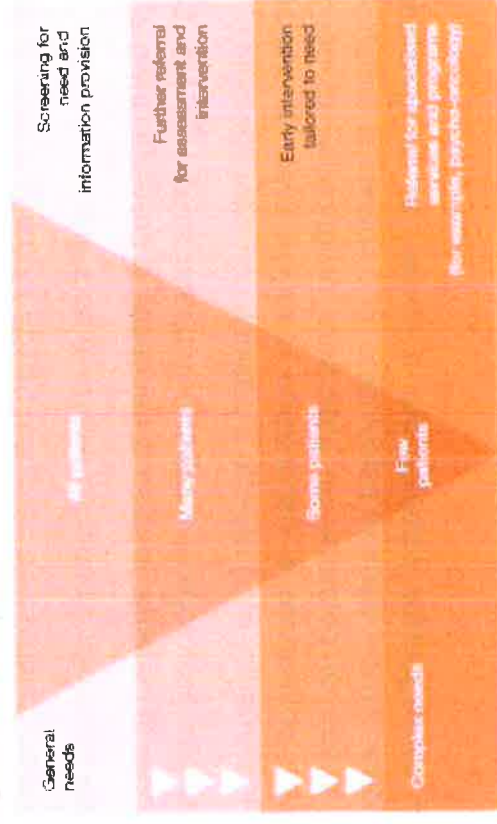 General
needs
All patients
Screening for
need and
information provision
Many patients
Further referral
for assessment and
intervention
Some patients
Early intervention
tailored to need
Complex needs
Few
patients
Referral for specialised
services and programs
(for example, psycho-oncology)